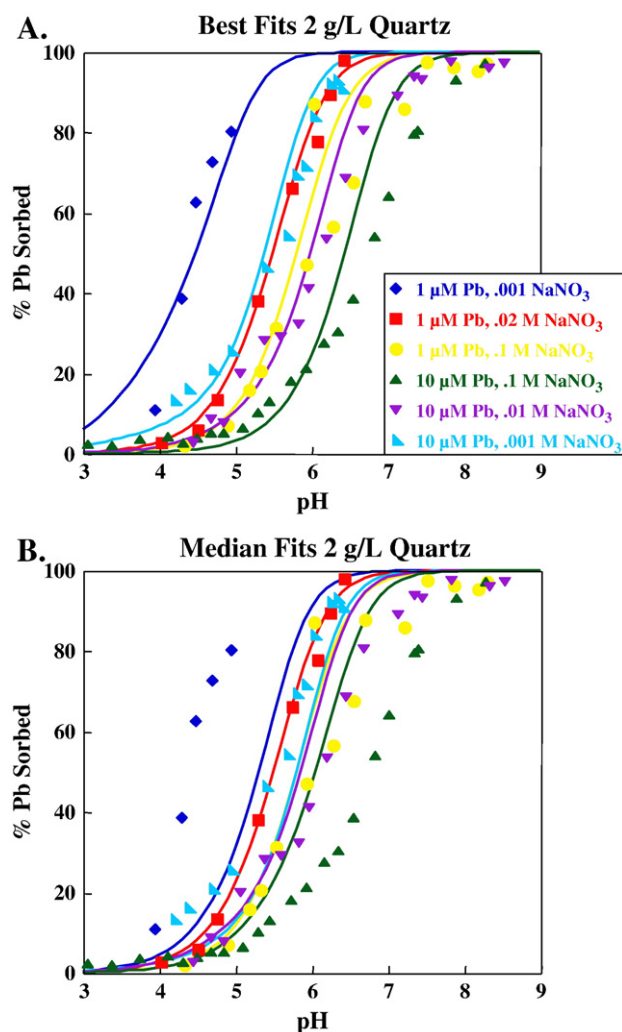 A.
Best Fits 2 g/L Quartz
% Pb Sorbed
100
80
60
40
20
0
3 4 5 6 7 8 9
pH
1 µM Pb, .001 NaNO3
1 µM Pb, .02 M NaNO3
1 µM Pb, .1 M NaNO3
10 µM Pb, .1 M NaNO3
10 µM Pb, .01 M NaNO3
10 µM Pb, .001 M NaNO3
B.
Median Fits 2 g/L Quartz
% Pb Sorbed
100
80
60
40
20
0
3 4 5 6 7 8 9
pH